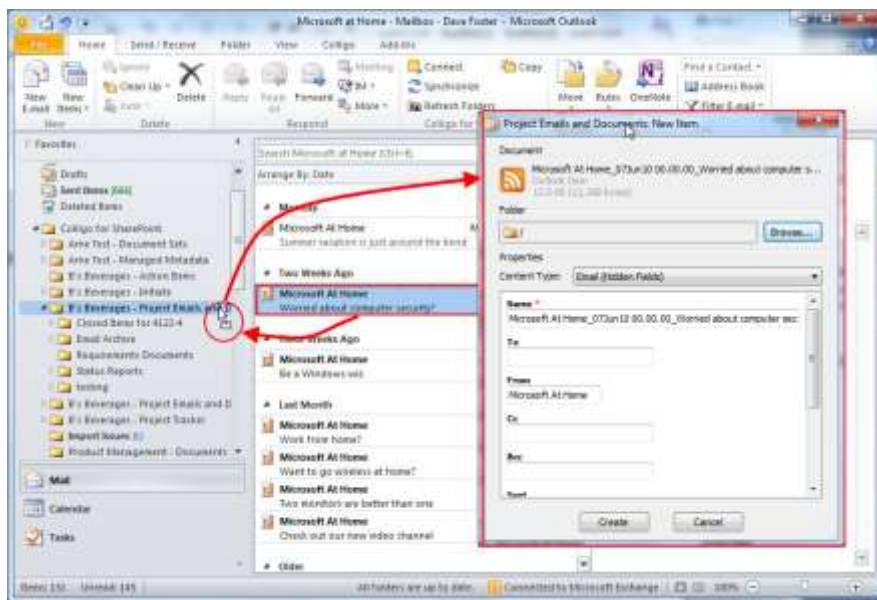 Microsoft at Home - Mailbox - Dave Foster - Microsoft Outlook
File Home Send / Receive Folder View Colligo Add-Ins
Ignore
Clean Up
Junk
Delete
Reply
Reply All
Forward
Meeting
IM
More
Connect
Synchronize
Refresh Folders
Copy
Move
Rules
OneNote
Find a Contact
Address Book
Filter E-mail
New E-mail
New Items
New
Delete
Respond
Colligo for
Favorites
Drafts
Sent Items
Deleted Items
Colligo for SharePoint
Arne Test - Document Sets
Arne Test - Managed Metadata
B's Beverages - Action Items
B's Beverages - Initiats
B's Beverages - Project Emails and D
Closed Items for 4122-4
Email Archive
Requirements Documents
Status Reports
testing
B's Beverages - Project Emails and D
B's Beverages - Project Tracker
Import Issues
Product Management - Documents
Mail
Calendar
Tasks
Search Microsoft at Home (Ctrl+E)
Arrange By: Date
Monday
Microsoft At Home
Summer vacation is just around the bend
Two Weeks Ago
Microsoft At Home
Worried about computer security?
Three Weeks Ago
Microsoft At Home
Be a Windows wiz
Last Month
Microsoft At Home
Work from home?
Microsoft At Home
Want to go wireless at home?
Microsoft At Home
Two monitors are better than one
Microsoft At Home
Check out our new video channel
Older
Project Emails and Documents: New Item
Document
Microsoft At Home_07Jun10 00.00.00_Worried about computer s...
Outlook Item
Folder
/
Browse...
Properties
Content Type: Email (Hidden Fields)
Name *
Microsoft At Home_07Jun10 00.00.00_Worried about computer sec
To
From
Microsoft At Home
Cc
Bcc
Sent
Create
Cancel
Items: 152 Unread: 145
All folders are up to date.
Connected to Microsoft Exchange
100%